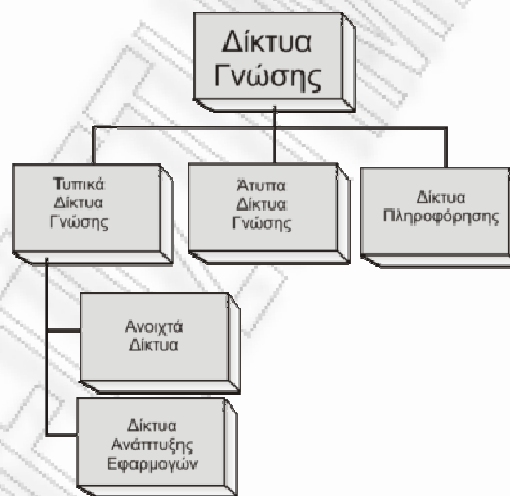 Δίκτυα
Γνώσης
Τυπικά
Δίκτυα
Γνώσης
Άτυπα
Δίκτυα
Γνώσης
Δίκτυα
Πληροφόρησης
Ανοιχτά
Δίκτυα
Δίκτυα
Ανάπτυξης
Εφαρμογών